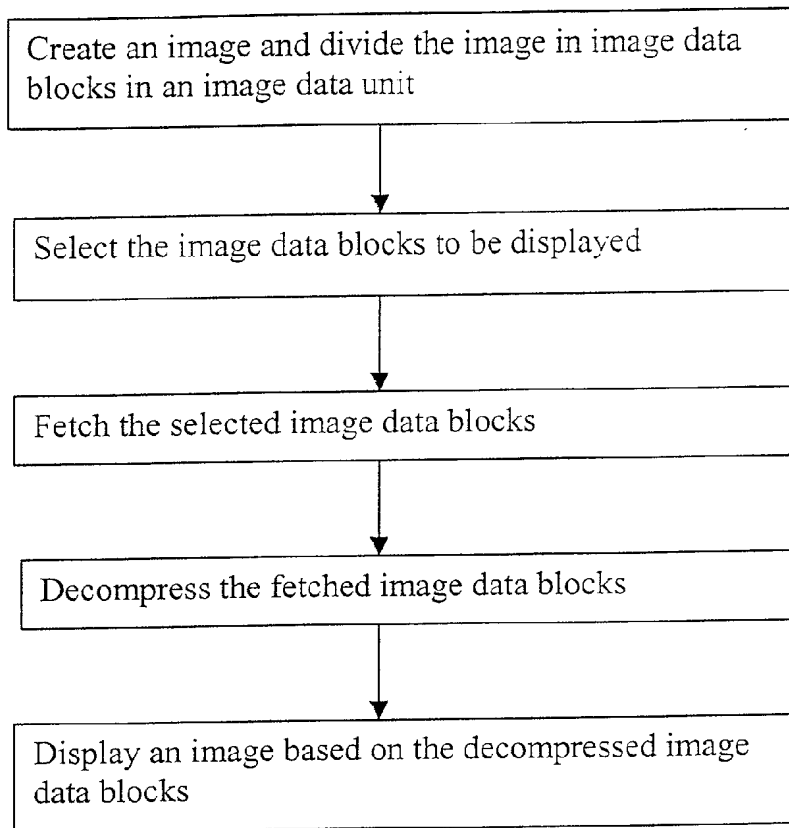 Create an image and divide the image in image data
blocks in an image data unit
Select the image data blocks to be displayed
Fetch the selected image data blocks
Decompress the fetched image data blocks
Display an image based on the decompressed image
data blocks